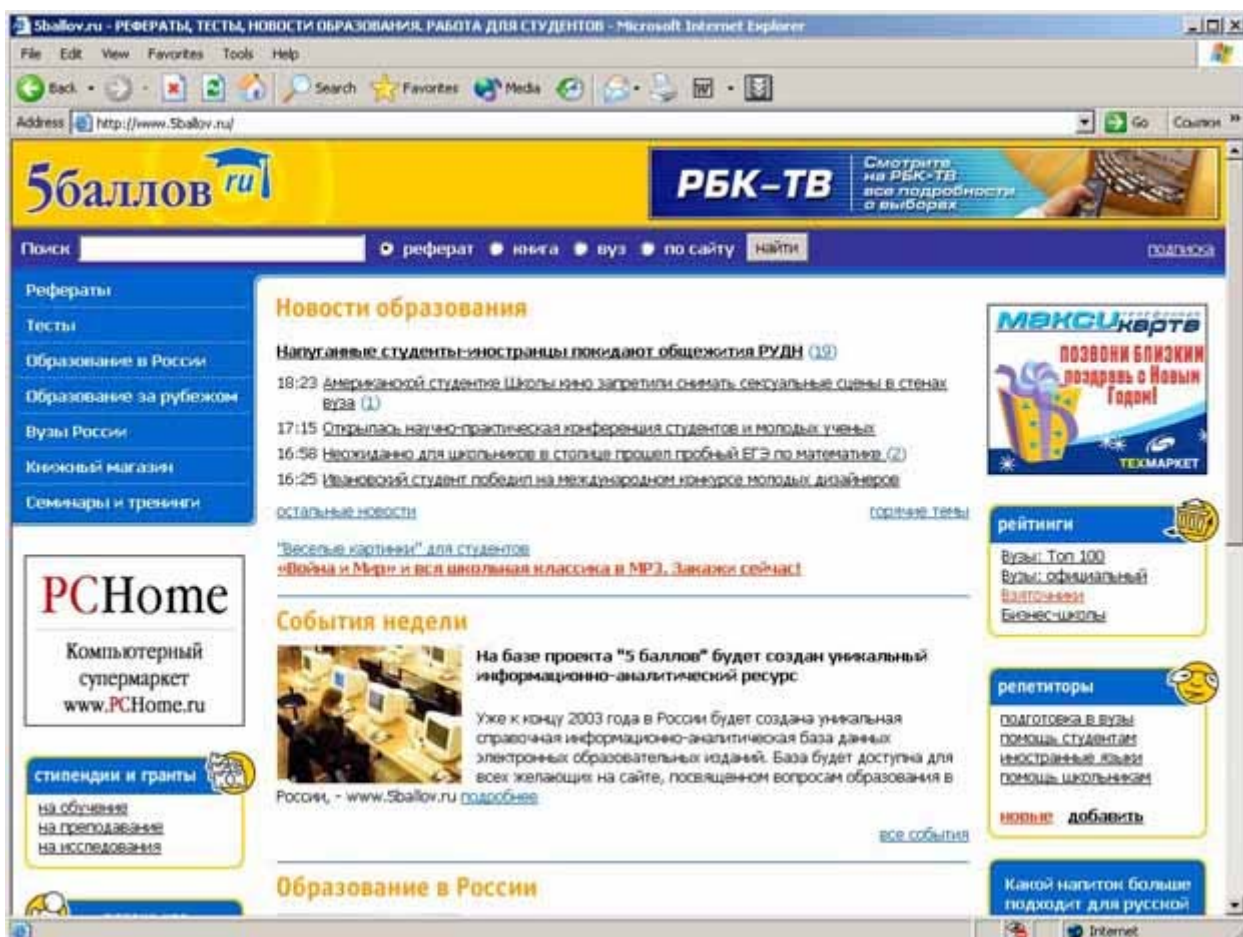 5ballov.ru - РЕФЕРАТЫ, ТЕСТЫ, НОВОСТИ ОБРАЗОВАНИЯ. РАБОТА ДЛЯ СТУДЕНТОВ - Microsoft Internet Explorer
File Edit View Favorites Tools Help
Back Search Favorites Media
Address http://www.5ballov.ru/ Go Ссылки »
5баллов ru
РБК-ТВ
Смотрите
на РБК-ТВ
все подробности
о выборах
Поиск реферат книга вуз по сайту найти подписка
Рефераты
Тесты
Образование в России
Образование за рубежом
Вузы России
Книжный магазин
Семинары и тренинги
PCHome
Компьютерный
супермаркет
www.PCHome.ru
стипендии и гранты
на обучение
на преподавание
на исследования
Новости образования
Напуганные студенты-иностранцы покидают общежития РУДН (19)
18:23 Американской студентке Школы кино запретили снимать сексуальные сцены в стенах
вуза (1)
17:15 Открылась научно-практическая конференция студентов и молодых ученых
16:58 Неожиданно для школьников в столице прошел пробный ЕГЭ по математике (2)
16:25 Ивановский студент победил на международном конкурсе молодых дизайнеров
остальные новости горячие темы
"Веселые картинки" для студентов
«Война и Мир» и вся школьная классика в MP3. Закажи сейчас!
События недели
На базе проекта "5 баллов" будет создан уникальный
информационно-аналитический ресурс
Уже к концу 2003 года в России будет создана уникальная
справочная информационно-аналитическая база данных
электронных образовательных изданий. База будет доступна для
всех желающих на сайте, посвященном вопросам образования в
России, - www.5ballov.ru подробнее
все события
Образование в России
макси карта
ПОЗВОНИ БЛИЗКИМ
поздравь с Новым
Годом!
ТЕХМАРКЕТ
рейтинги
Вузы: Топ 100
Вузы: официальный
Взяточники
Бизнес-школы
репетиторы
подготовка в вузы
помощь студентам
иностранные языки
помощь школьникам
новые добавить
Какой напиток больше
подходит для русской
Internet